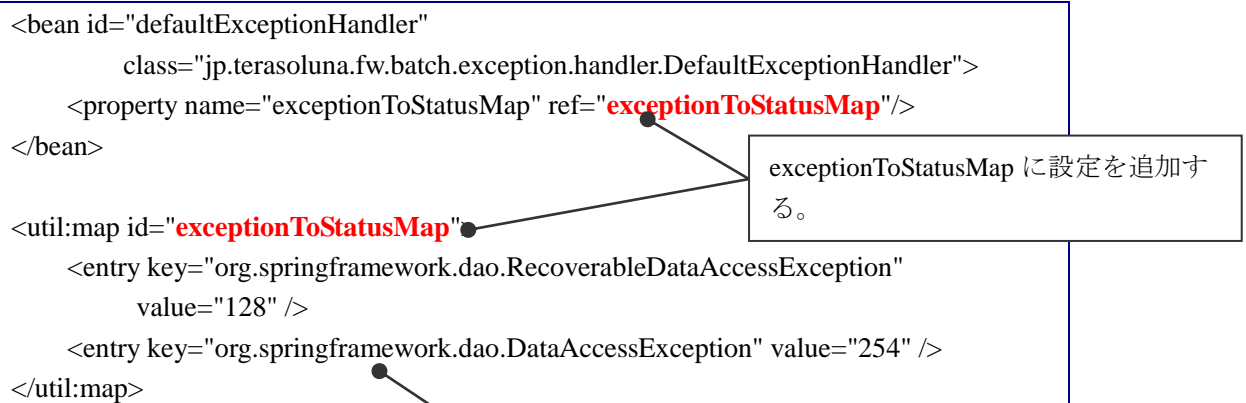 <bean id="defaultExceptionHandler"
class="jp.terasoluna.fw.batch.exception.handler.DefaultExceptionHandler">
<property name="exceptionToStatusMap" ref="exceptionToStatusMap"/>
</bean>
exceptionToStatusMap に設定を追加す
る。
<util:map id="exceptionToStatusMap">
<entry key="org.springframework.dao.RecoverableDataAccessException"
value="128" />
<entry key="org.springframework.dao.DataAccessException" value="254" />
</util:map>